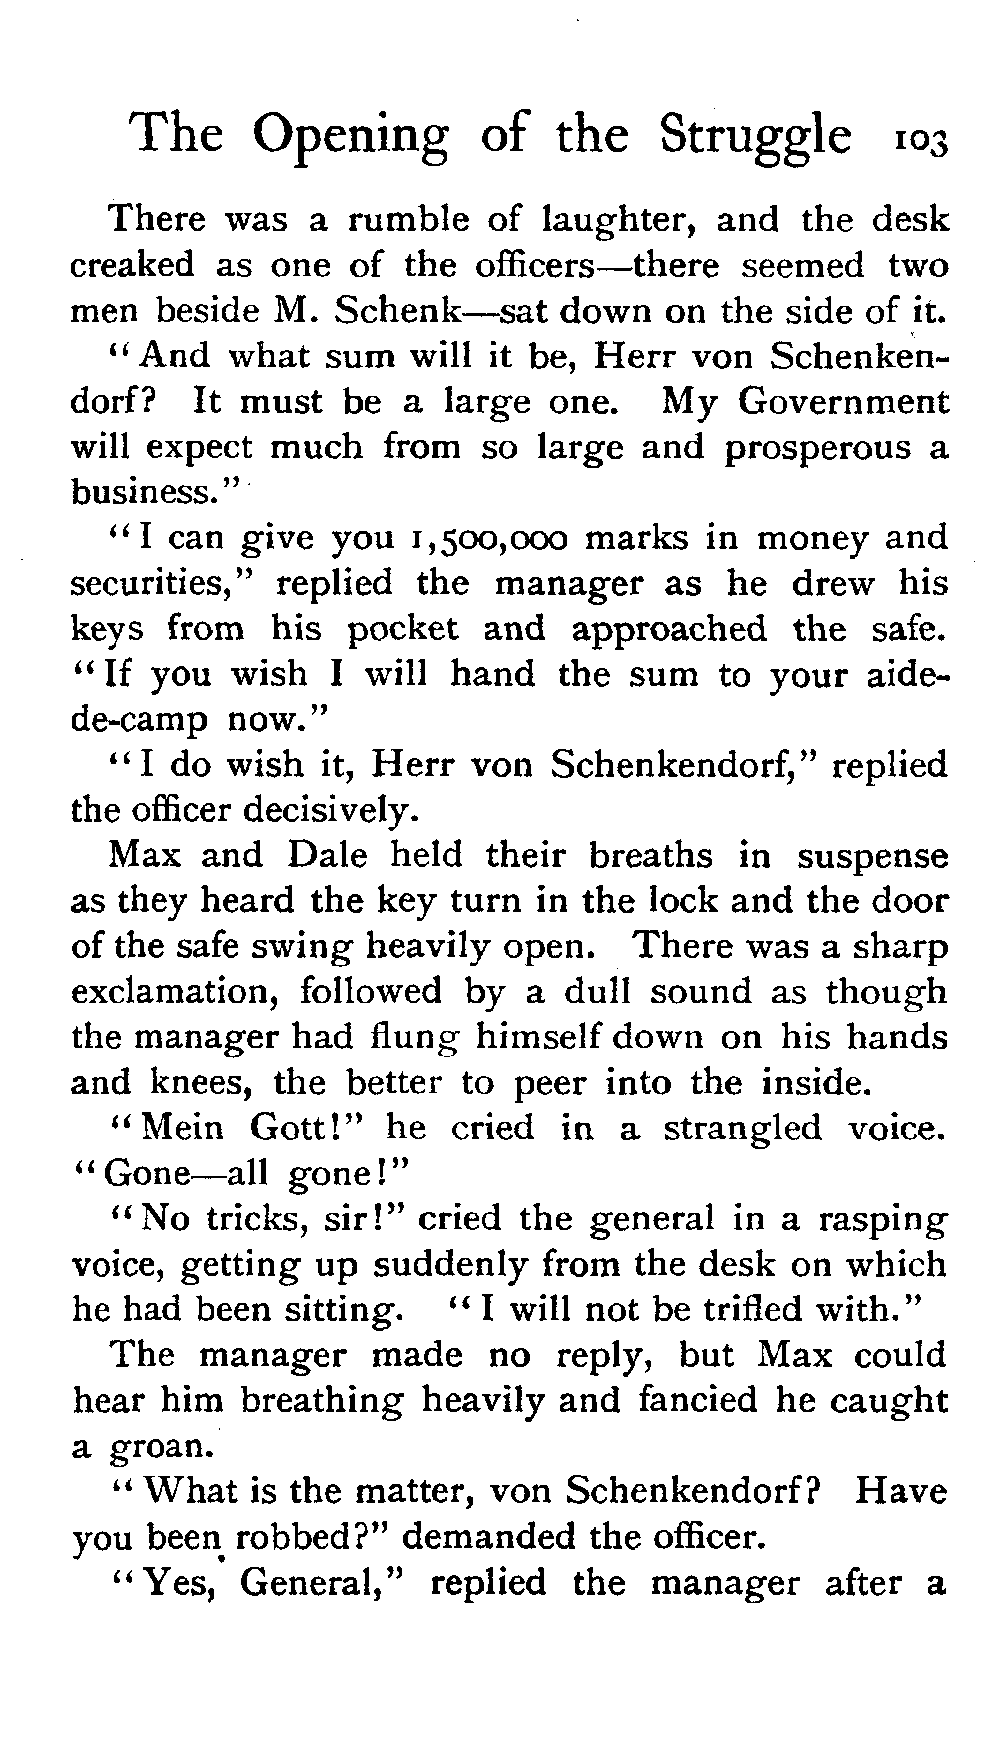 The Opening of the Struggle 103
There was a rumble of laughter, and the desk
creaked as one of the officers—there seemed two
men beside M. Schenk—sat down on the side of it.
"And what sum will it be, Herr von Schenken-
dorf? It must be a large one. My Government
will expect much from so large and prosperous a
business."
"I can give you 1,500,000 marks in money and
securities," replied the manager as he drew his
keys from his pocket and approached the safe.
"If you wish I will hand the sum to your aide-
de-camp now."
"I do wish it, Herr von Schenkendorf," replied
the officer decisively.
Max and Dale held their breaths in suspense
as they heard the key turn in the lock and the door
of the safe swing heavily open. There was a sharp
exclamation, followed by a dull sound as though
the manager had flung himself down on his hands
and knees, the better to peer into the inside.
"Mein Gott!" he cried in a strangled voice.
"Gone—all gone!"
"No tricks, sir!" cried the general in a rasping
voice, getting up suddenly from the desk on which
he had been sitting. "I will not be trifled with."
The manager made no reply, but Max could
hear him breathing heavily and fancied he caught
a groan.
"What is the matter, von Schenkendorf? Have
you been robbed?" demanded the officer.
"Yes, General," replied the manager after a